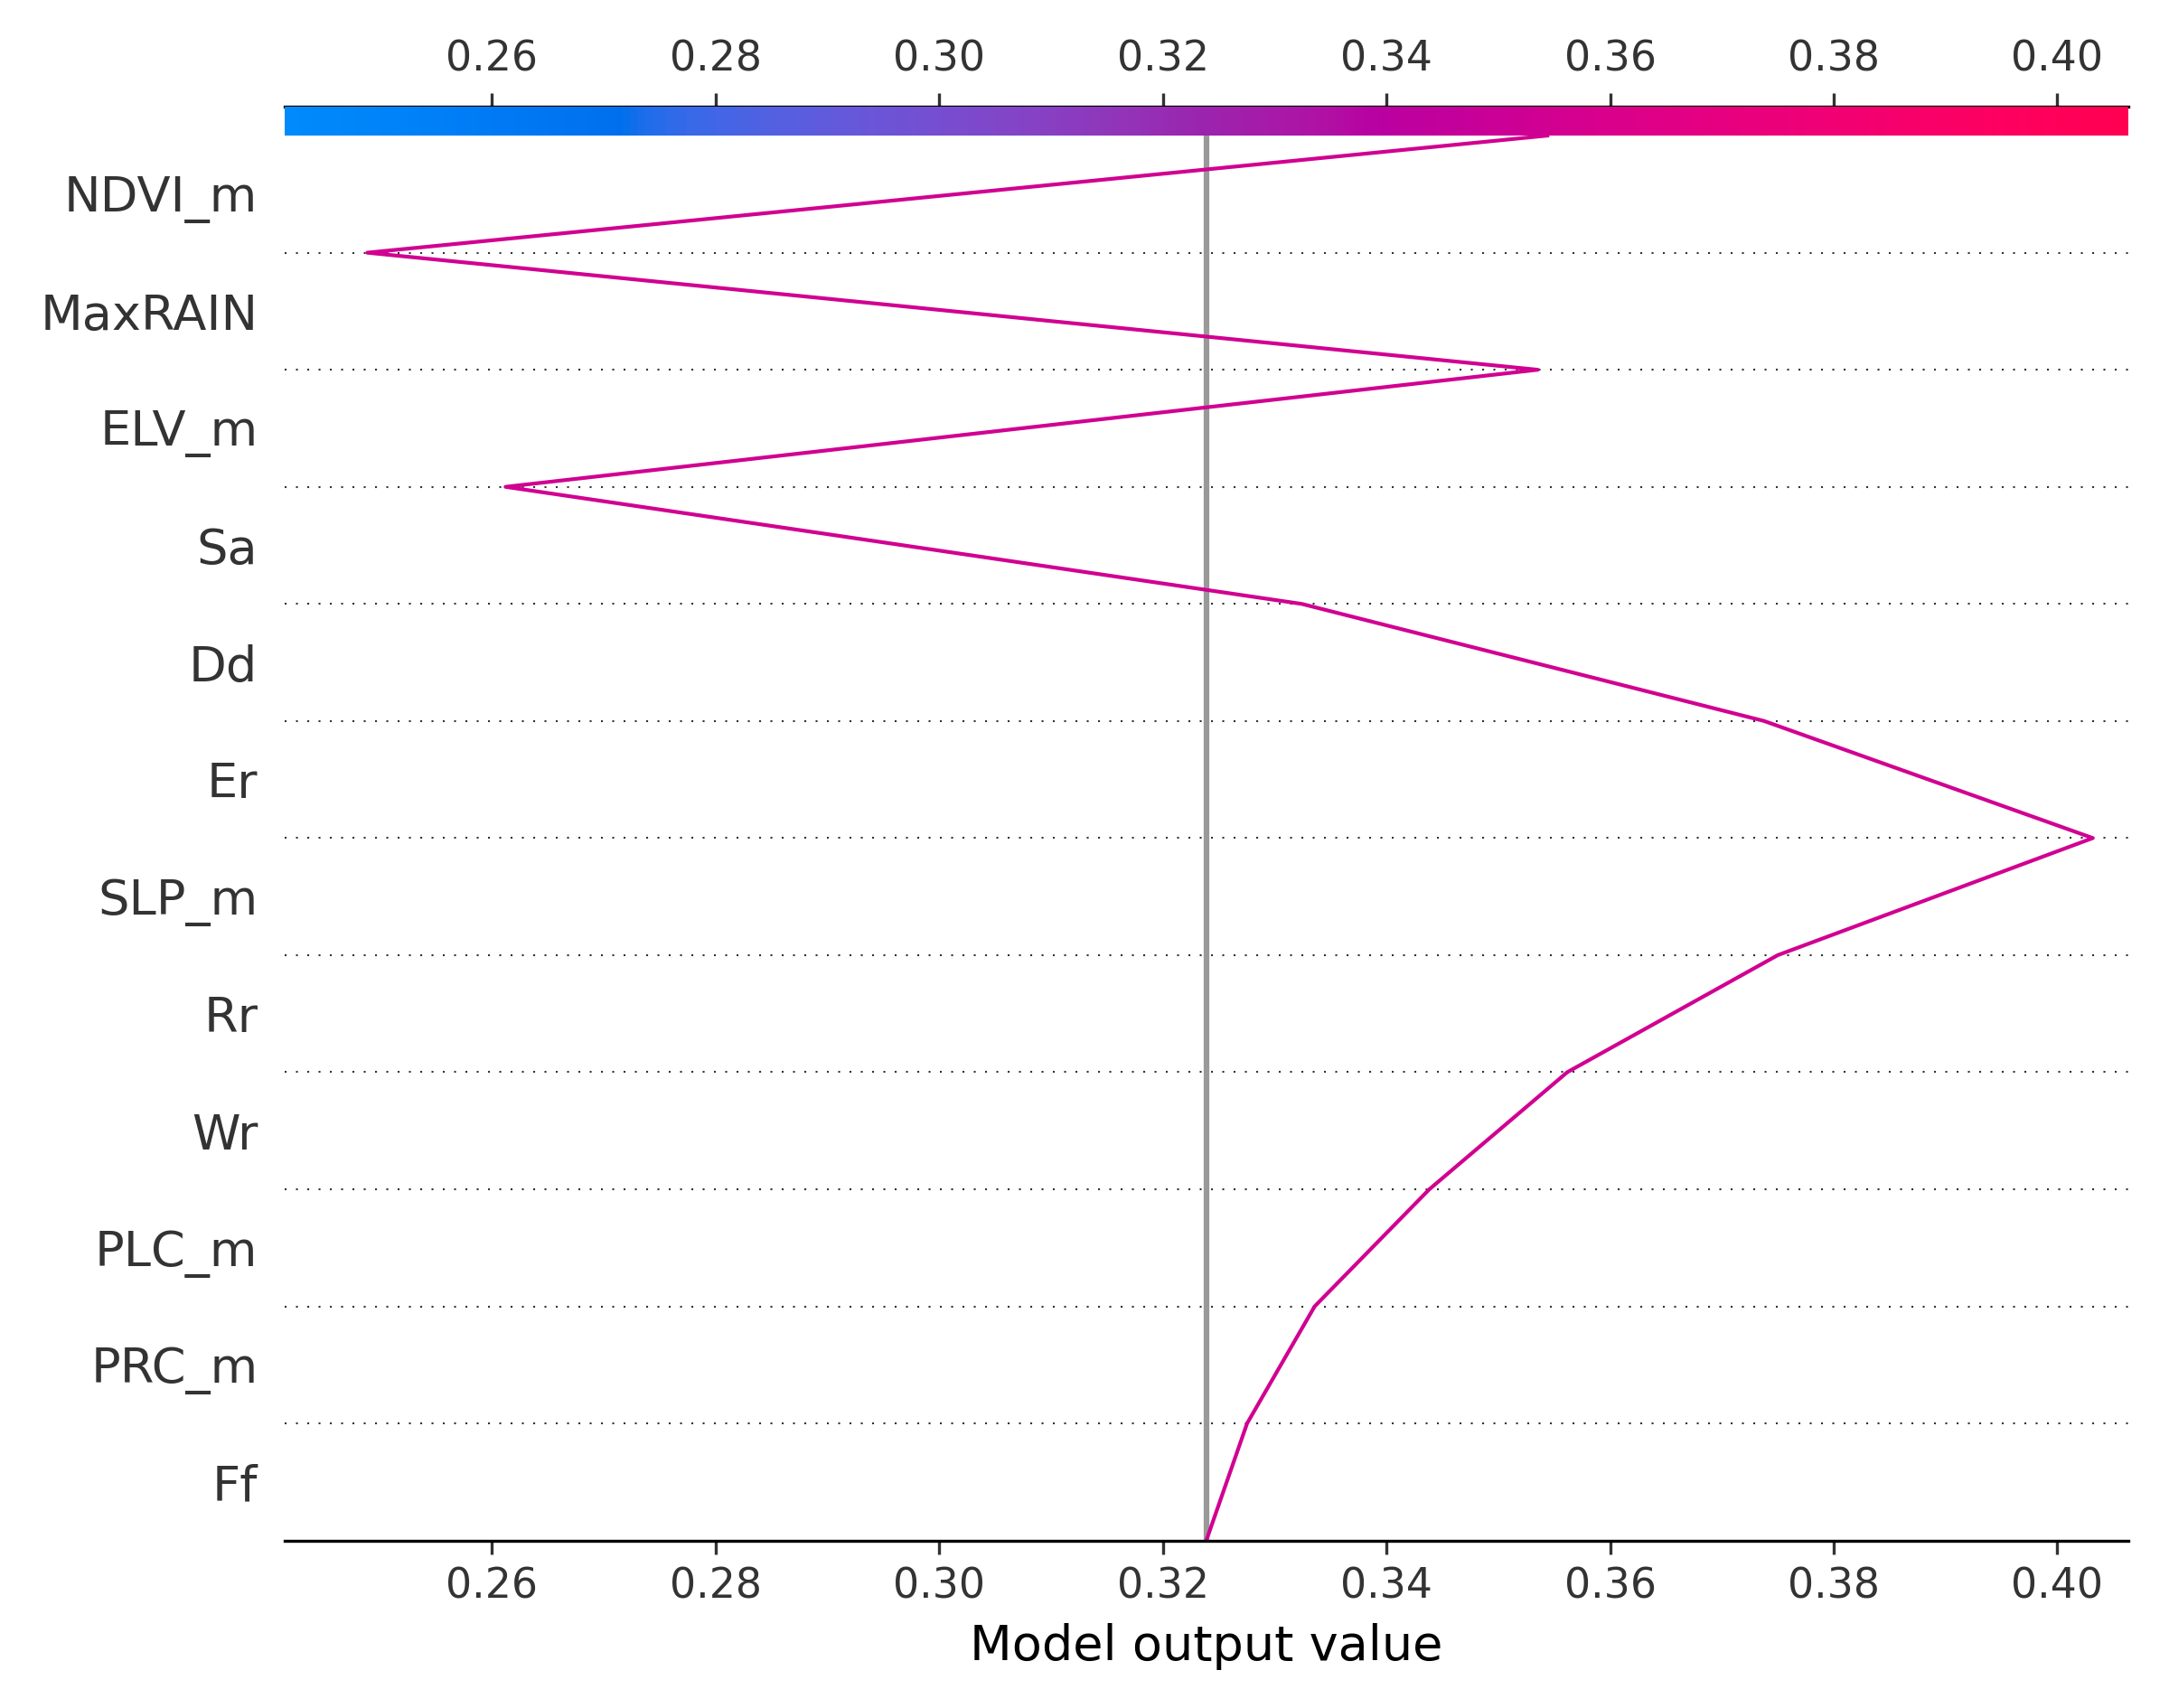 0.26 0.28 0.30 0.32 0.34 0.36 0.38 0.40
NDVI_m
MaxRAIN
ELV_m
Sa
Dd
Er
SLP_m
Rr
Wr
PLC_m
PRC_m
Ff
0.26 0.28 0.30 0.32 0.34 0.36 0.38 0.40
Model output value